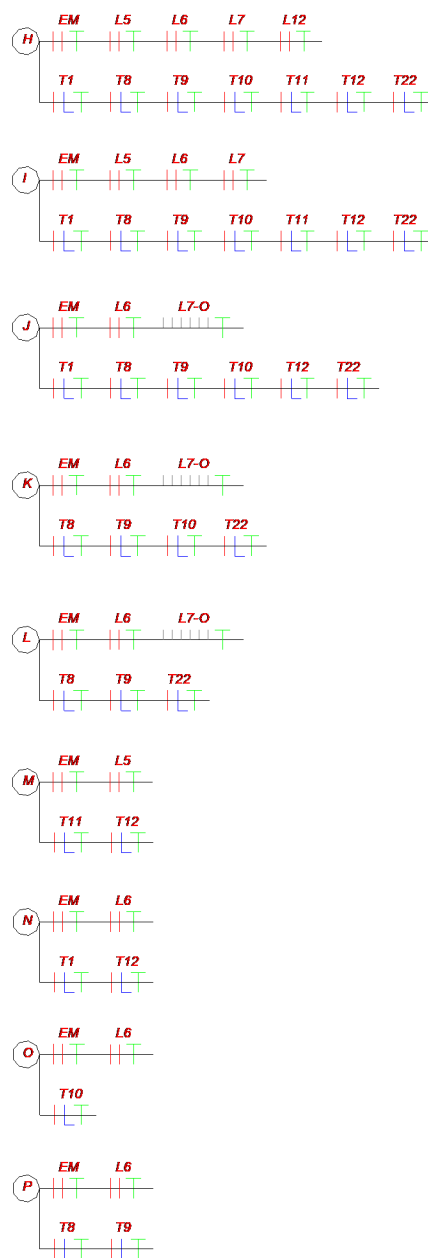 EM L5 L6 L7 L12
H
T1 T8 T9 T10 T11 T12 T22
EM L5 L6 L7
I
T1 T8 T9 T10 T11 T12 T22
EM L6 L7-O
J
T1 T8 T9 T10 T12 T22
EM L6 L7-O
K
T8 T9 T10 T22
EM L6 L7-O
L
T8 T9 T22
EM L5
M
T11 T12
EM L6
N
T1 T12
EM L6
O
T10
EM L6
P
T8 T9